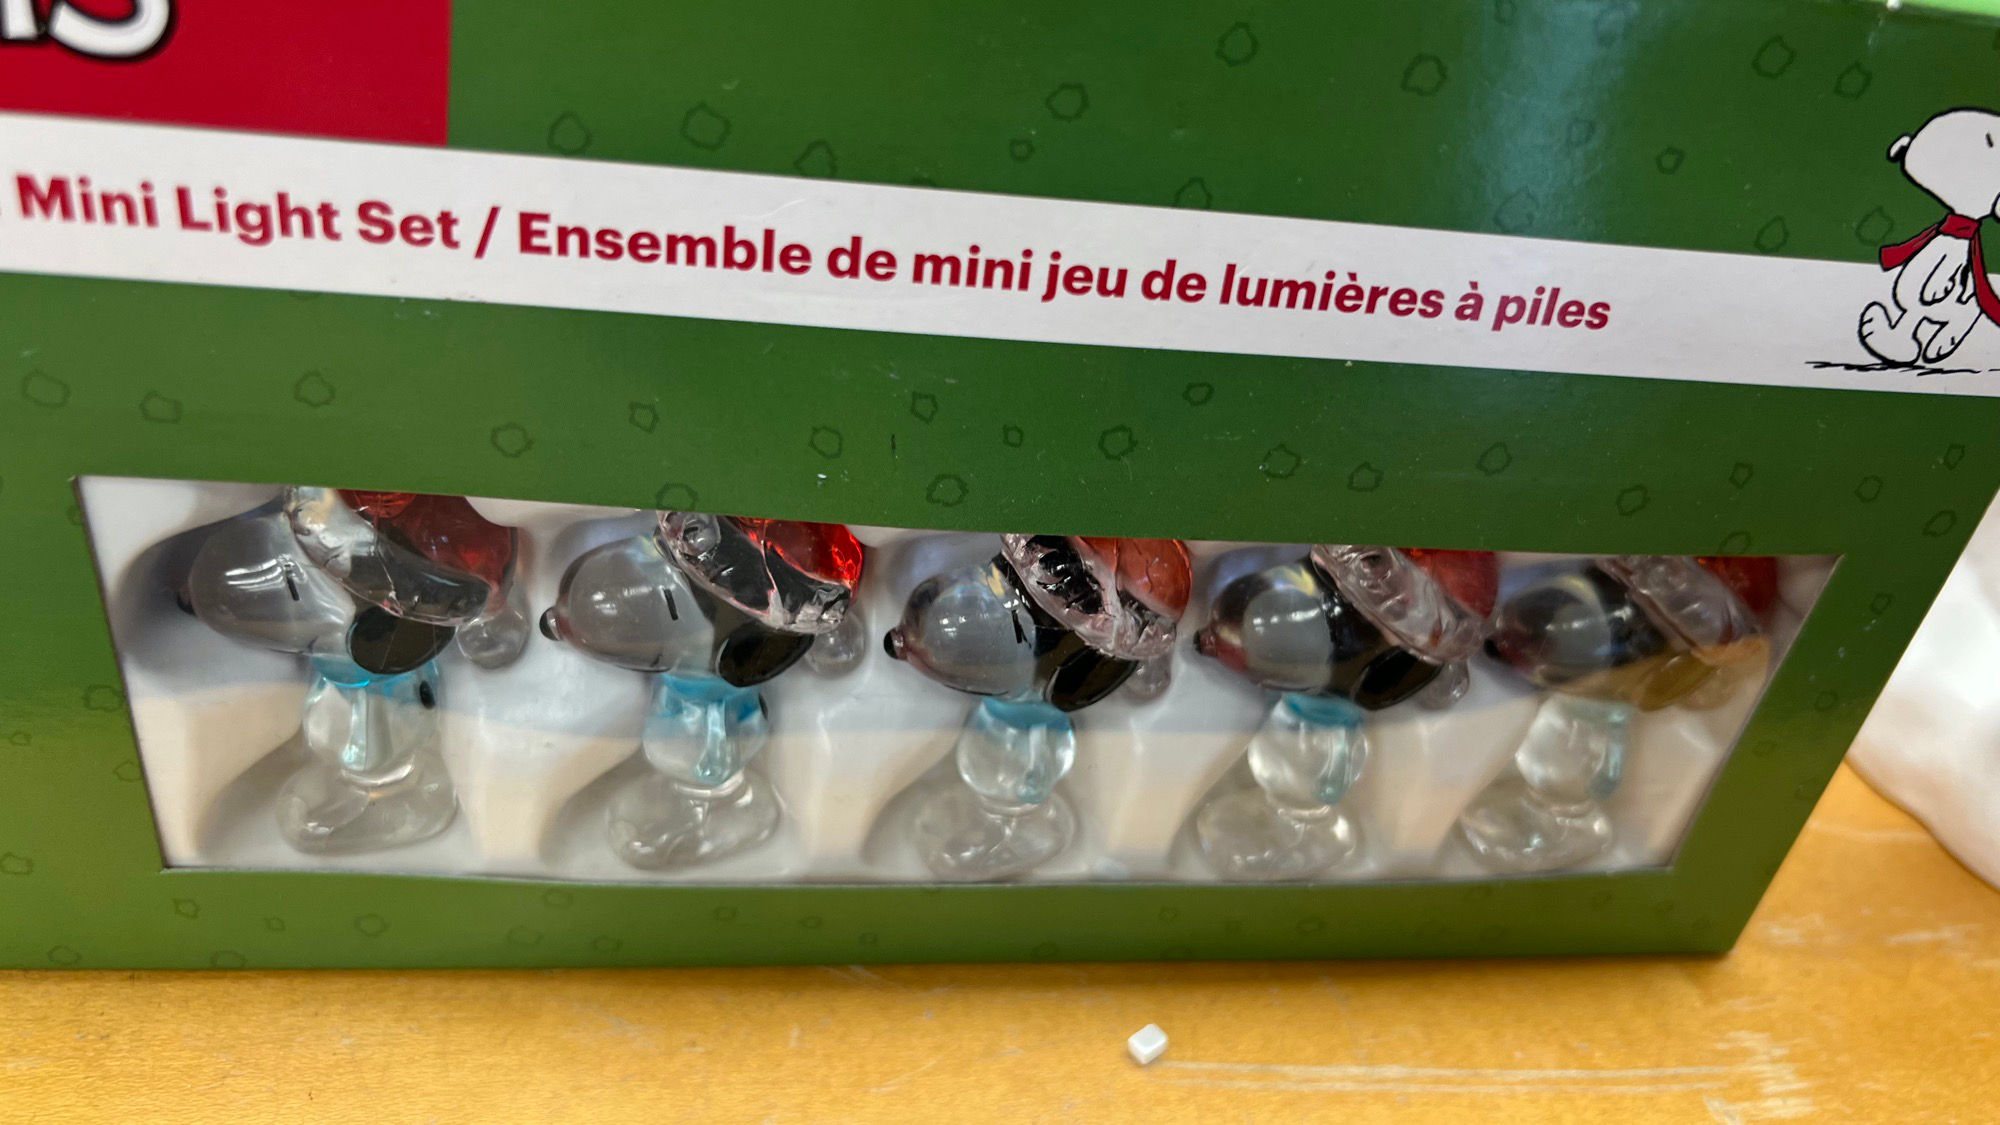 Mini Light Set / Ensemble de mini jeu de lumières à piles